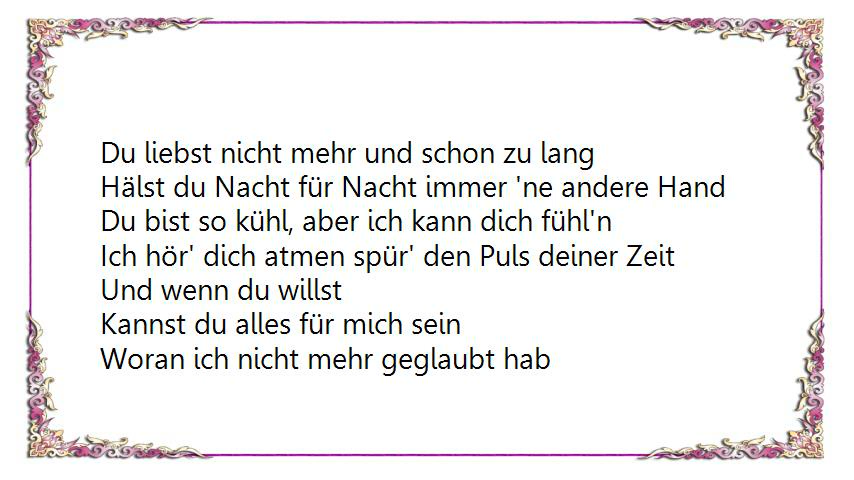 Du liebst nicht mehr und schon zu lang
Hälst du Nacht für Nacht immer 'ne andere Hand
Du bist so kühl, aber ich kann dich fühl'n
Ich hör' dich atmen spür' den Puls deiner Zeit
Und wenn du willst
Kannst du alles für mich sein
Woran ich nicht mehr geglaubt hab